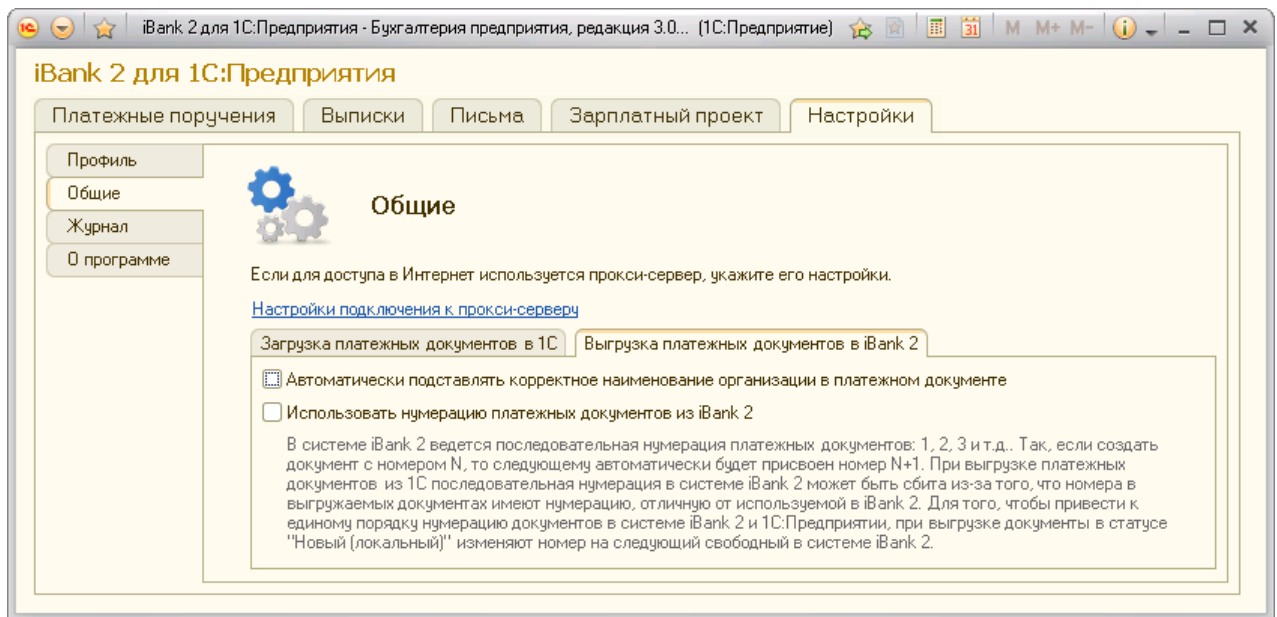 iBank 2 для 1С:Предприятия - Бухгалтерия предприятия, редакция 3.0... (1С:Предприятие) 31 M M+ M-
iBank 2 для 1С:Предприятия
Платежные поручения Выписки Письма Зарплатный проект Настройки
Профиль
Общие
Журнал
О программе
Общие
Если для доступа в Интернет используется прокси-сервер, укажите его настройки.
Настройки подключения к прокси-серверу
Загрузка платежных документов в 1С Выгрузка платежных документов в iBank 2
Автоматически подставлять корректное наименование организации в платежном документе
Использовать нумерацию платежных документов из iBank 2
В системе iBank 2 ведется последовательная нумерация платежных документов: 1, 2, 3 и т.д.. Так, если создать
документ с номером N, то следующему автоматически будет присвоен номер N+1. При выгрузке платежных
документов из 1С последовательная нумерация в системе iBank 2 может быть сбита из-за того, что номера в
выгружаемых документах имеют нумерацию, отличную от используемой в iBank 2. Для того, чтобы привести к
единому порядку нумерацию документов в системе iBank 2 и 1С:Предприятии, при выгрузке документы в статусе
"Новый (локальный)" изменяют номер на следующий свободный в системе iBank 2.